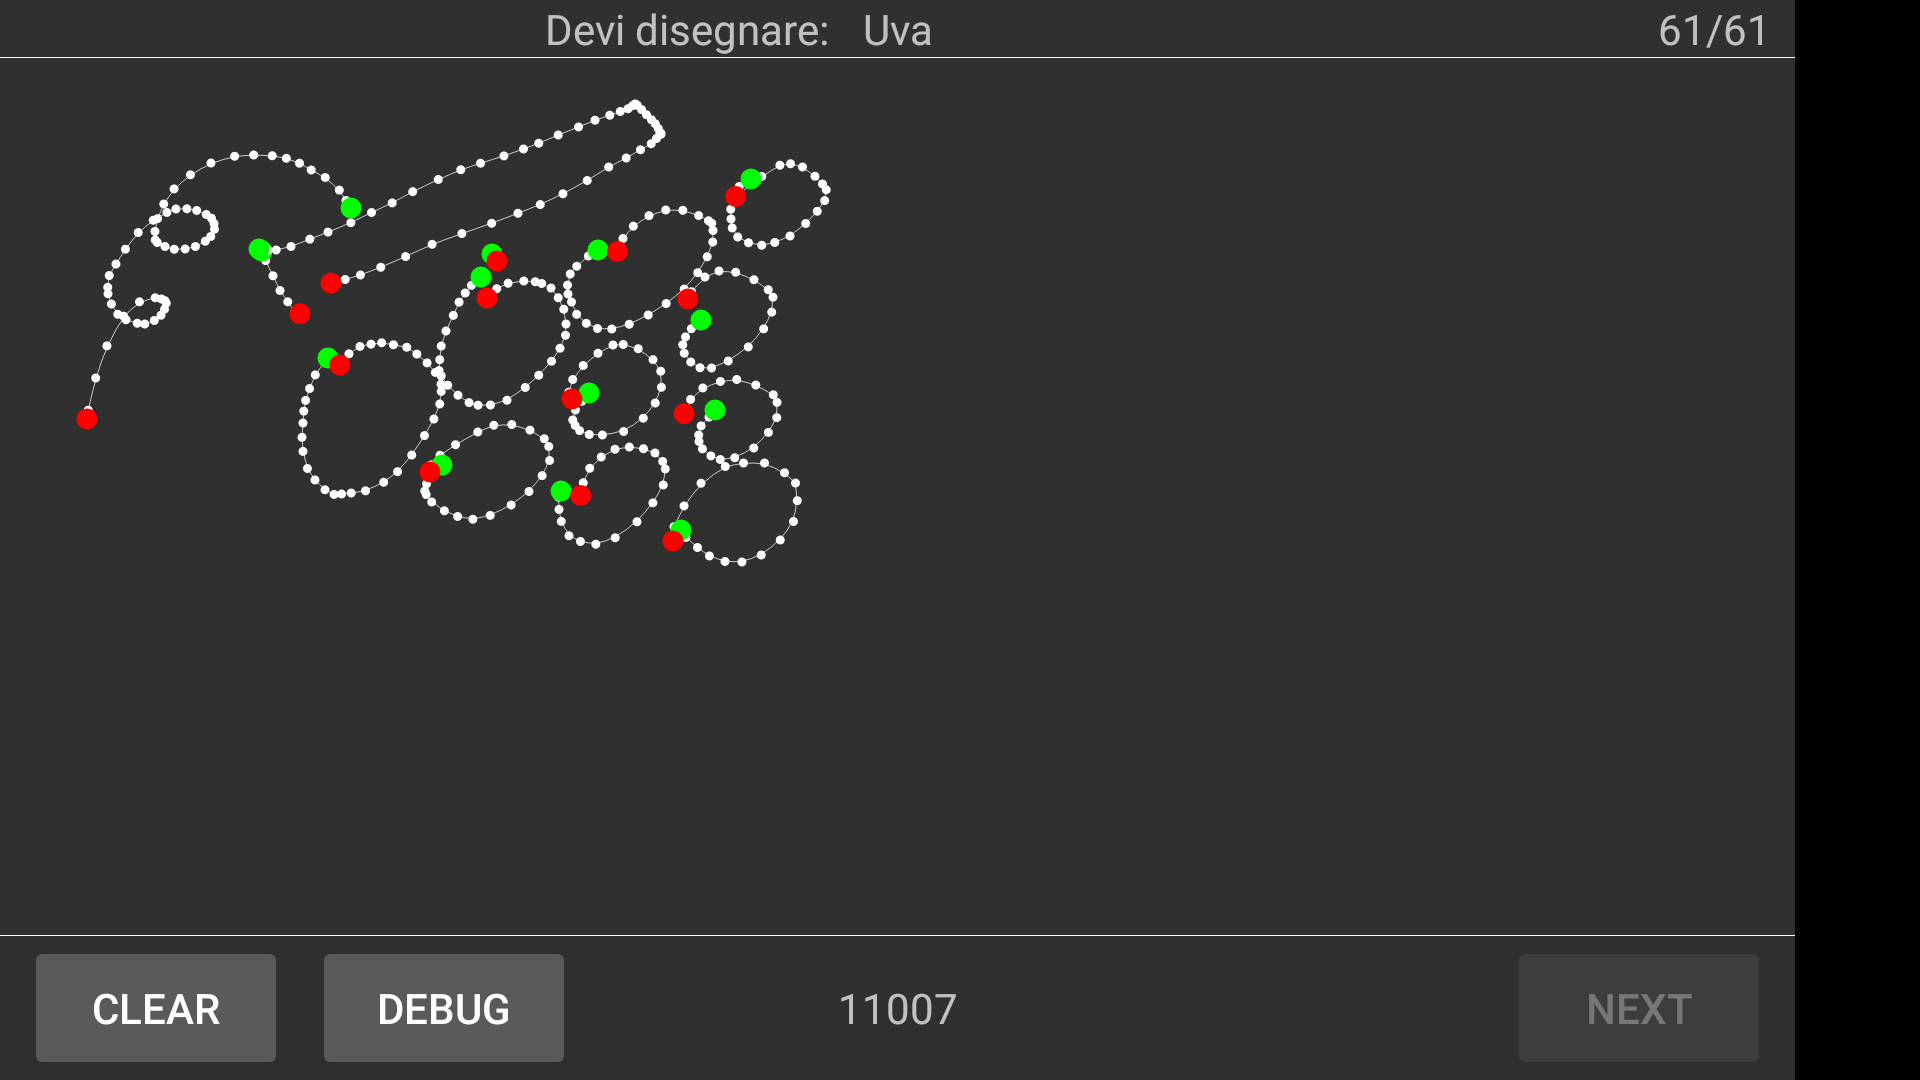 Devi disegnare: Uva
61/61
CLEAR
DEBUG
11007
NEXT